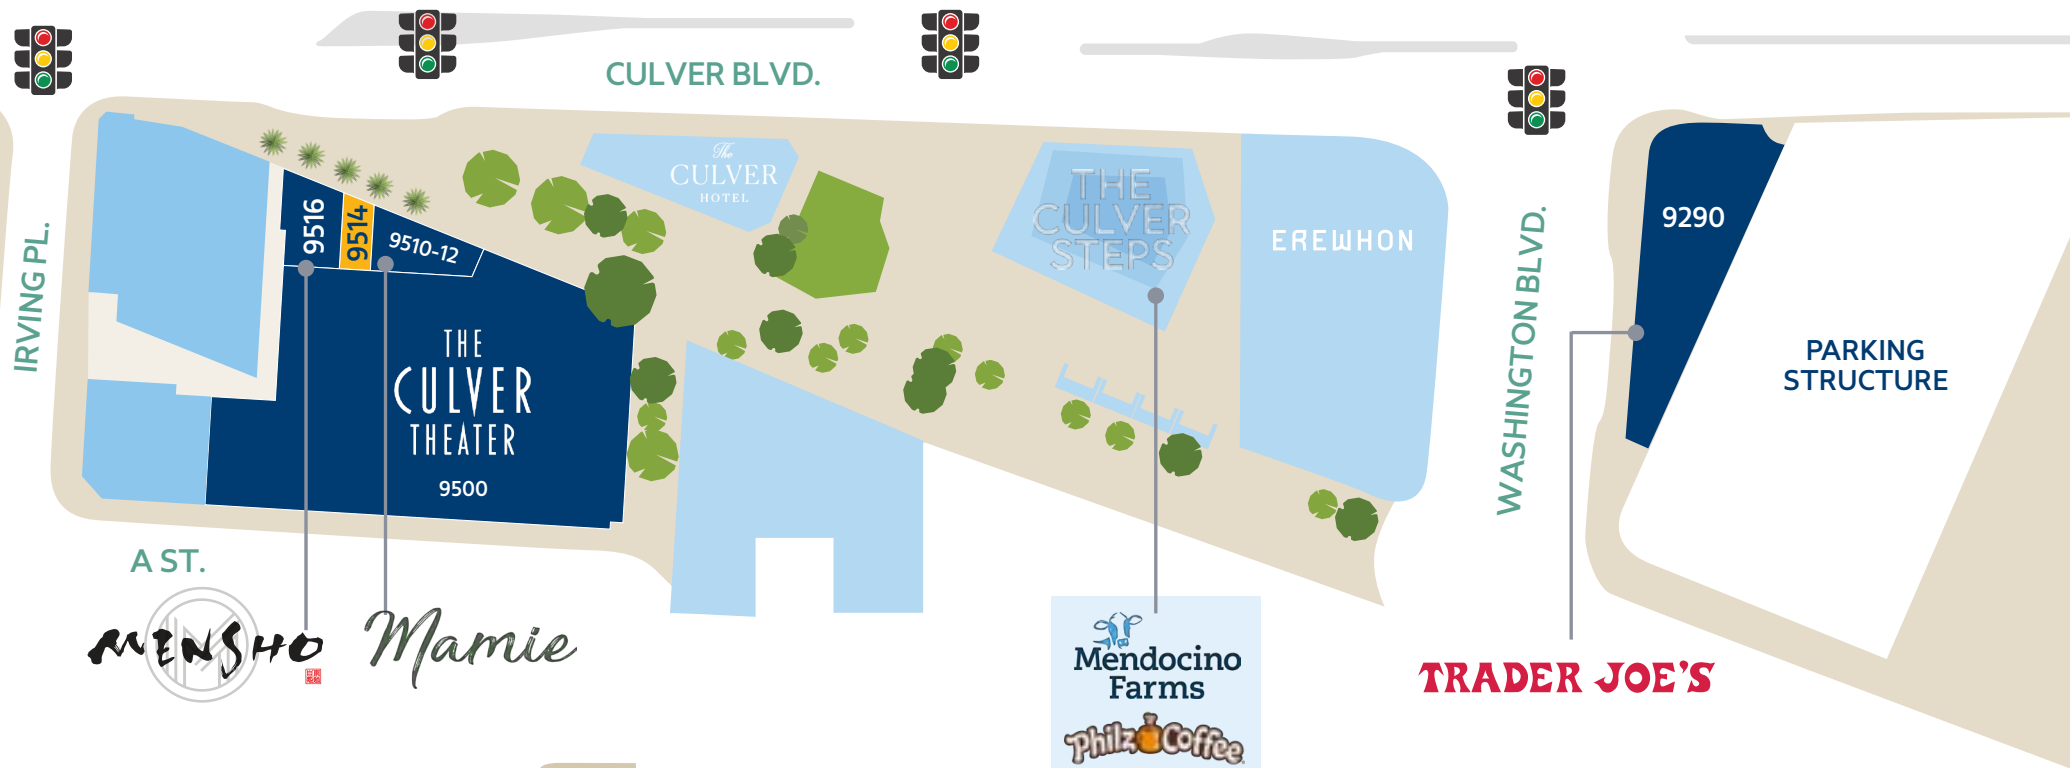 CULVER BLVD.
The
CULVER
HOTEL
THE
CULVER
STEPS
EREWHON
9516
9514
9510-12
9290
IRVING PL.
WASHINGTON BLVD.
THE
CULVER
THEATER
9500
PARKING
STRUCTURE
A ST.
MENSHO
Mamie
Mendocino
Farms
Philz Coffee
TRADER JOE'S